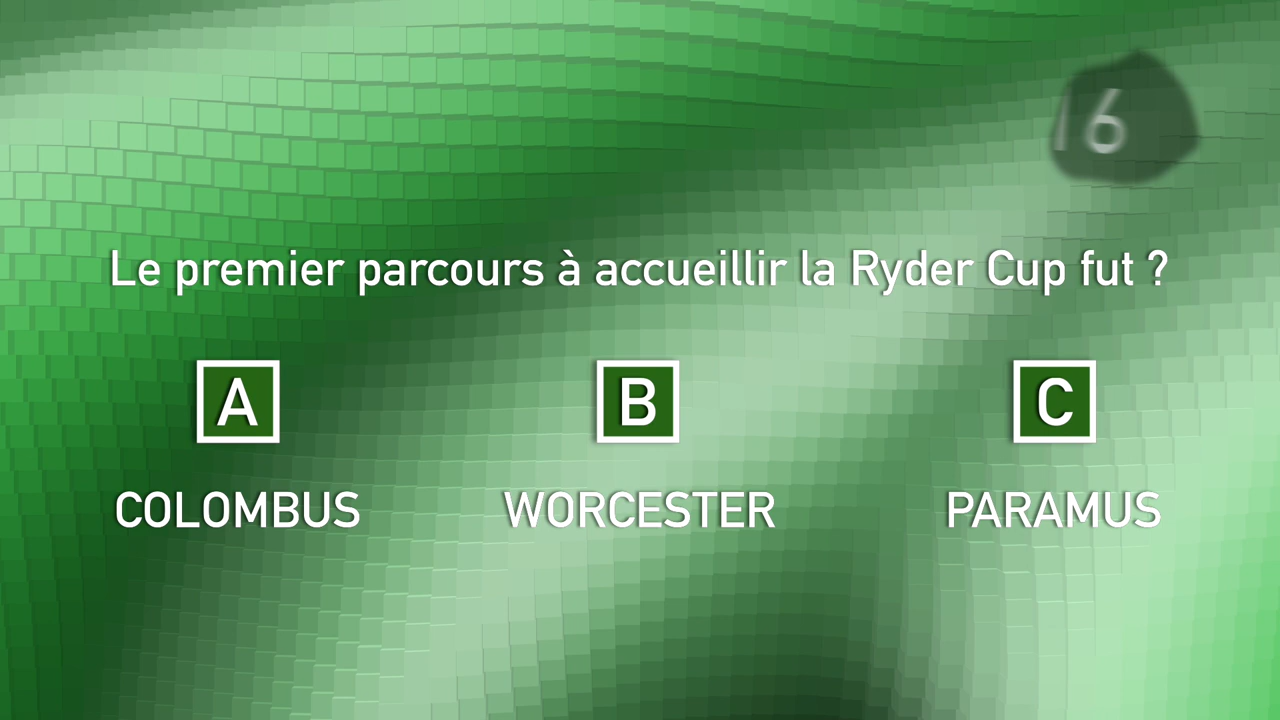 16
Le premier parcours à accueillir la Ryder Cup fut ?
A
B
C
COLOMBUS
WORCESTER
PARAMUS